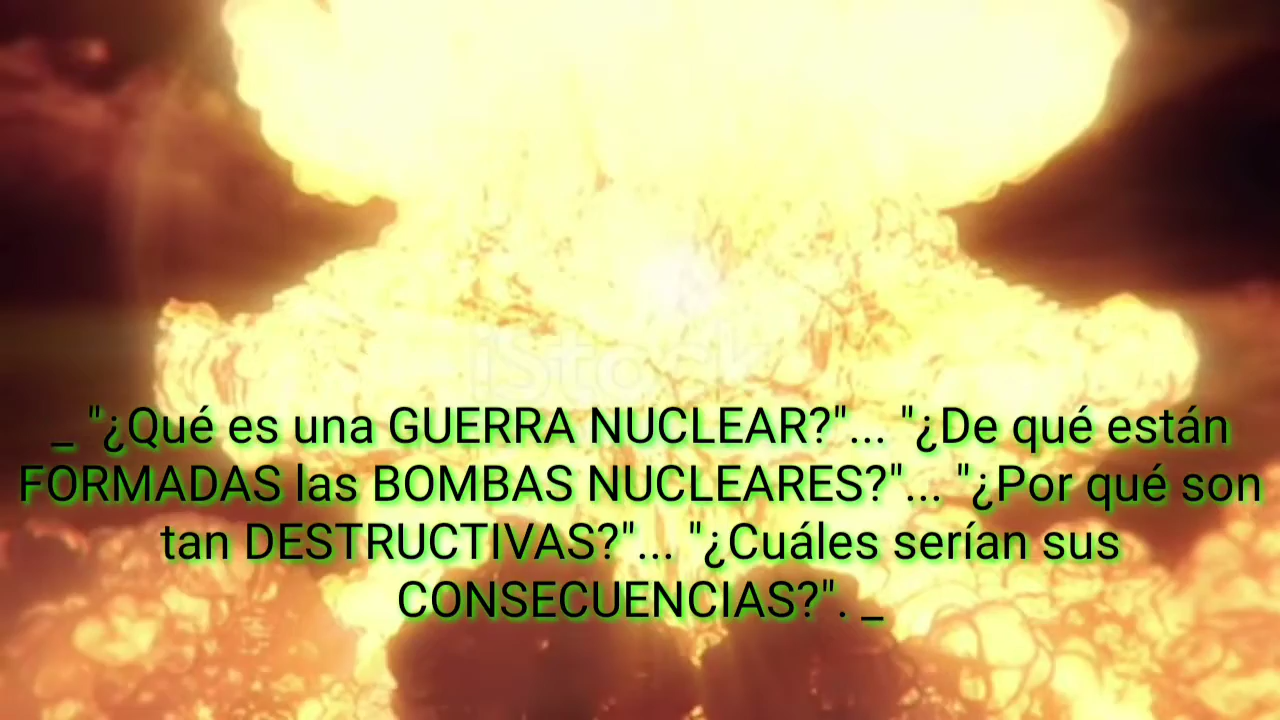 iStock
_ "¿Qué es una GUERRA NUCLEAR?"... "¿De qué están
FORMADAS las BOMBAS NUCLEARES?"... "¿Por qué son
tan DESTRUCTIVAS?"... "¿Cuáles serían sus
CONSECUENCIAS?". _